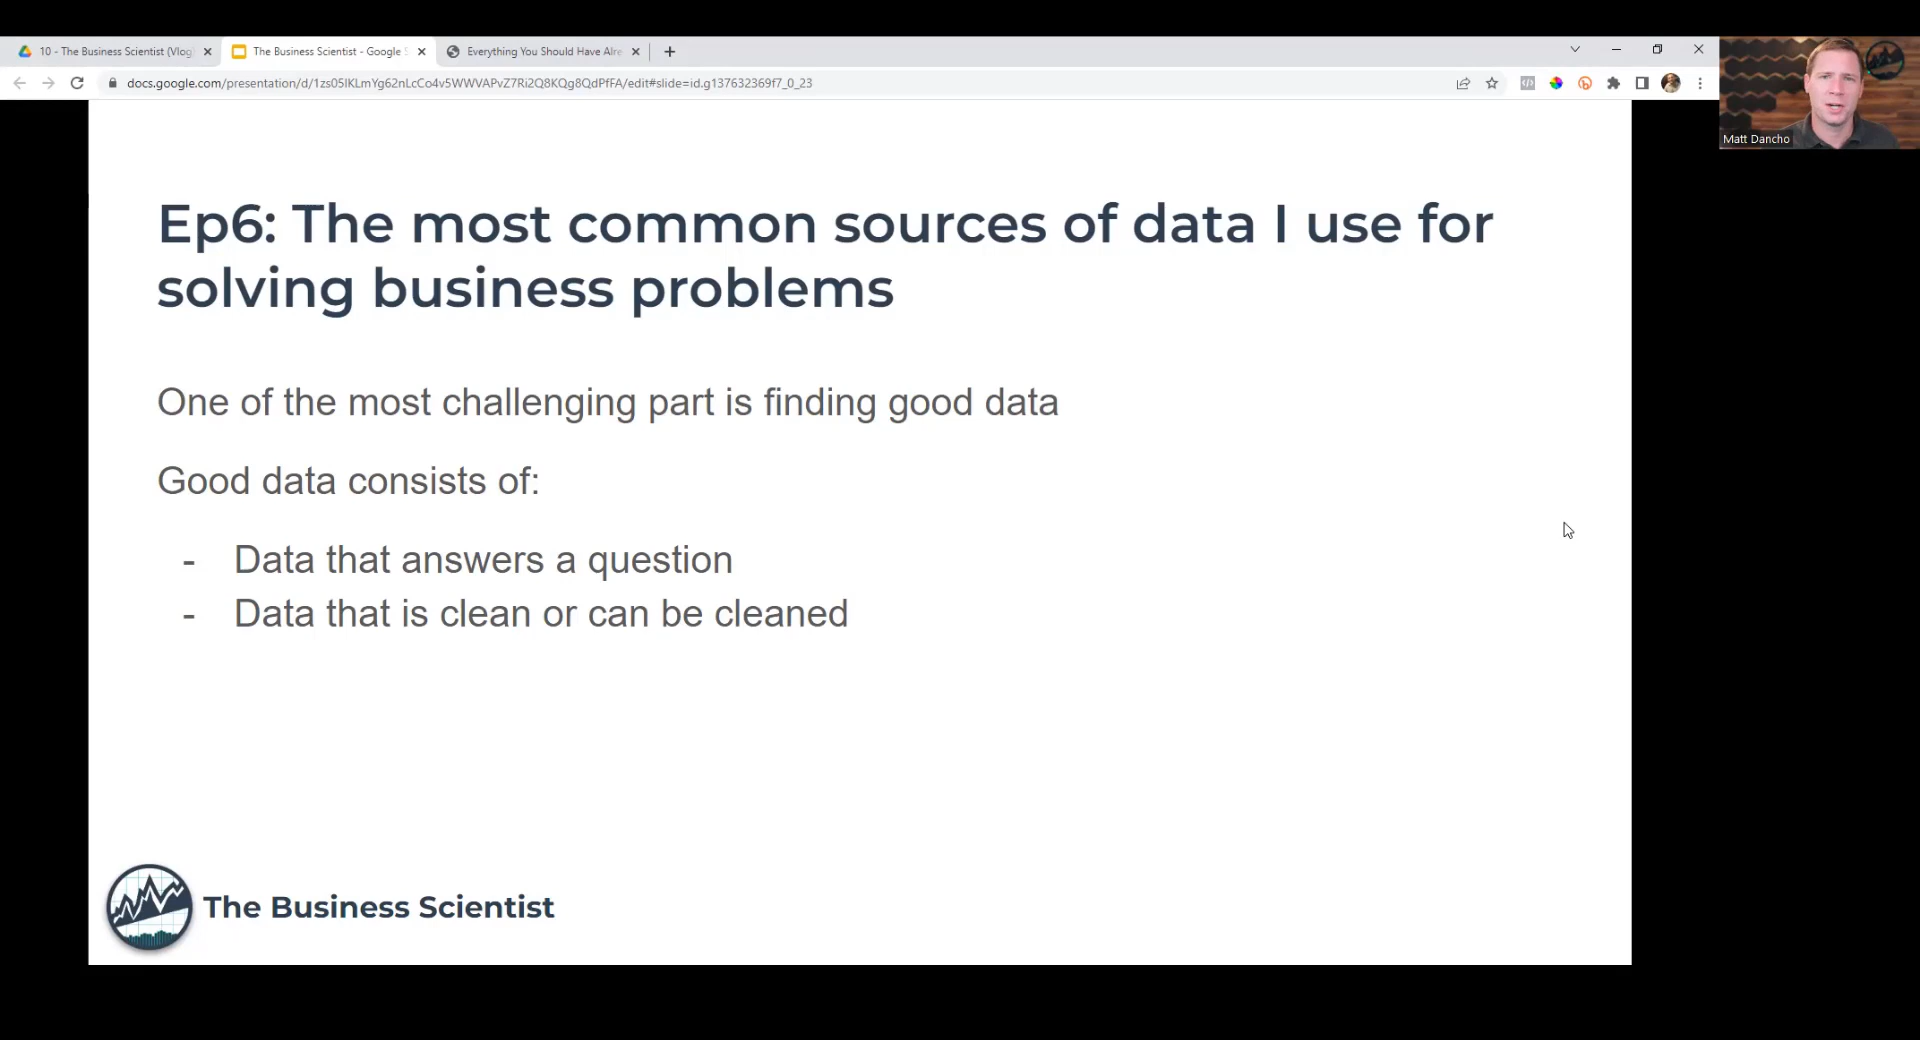 10 - The Business Scientist (Vlog
The Business Scientist - Google S
Everything You Should Have Alre
docs.google.com/presentation/d/1zs05IKLmYg62nLcCo4v5WWVAPvZ7Ri2Q8KQg8QdPfFA/edit#slide=id.g137632369f7_0_23
Matt Dancho
Ep6: The most common sources of data I use for
solving business problems
One of the most challenging part is finding good data
Good data consists of:
- Data that answers a question
- Data that is clean or can be cleaned
The Business Scientist